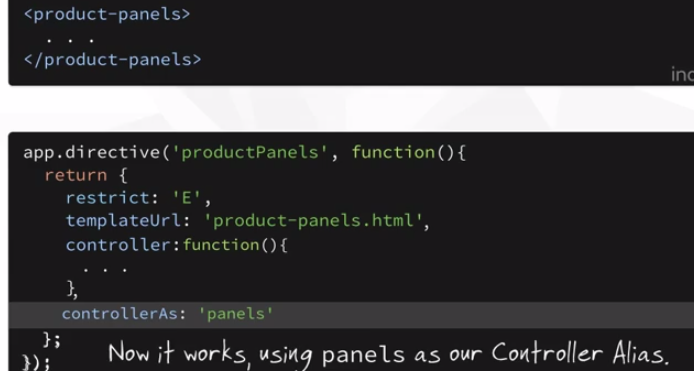 <product-panels>
. . .
</product-panels>
app.directive('productPanels', function(){
return {
restrict: 'E',
templateUrl: 'product-panels.html',
controller:function(){
. . .
},
controllerAs: 'panels'
};
});
Now it works, using panels as our Controller Alias.